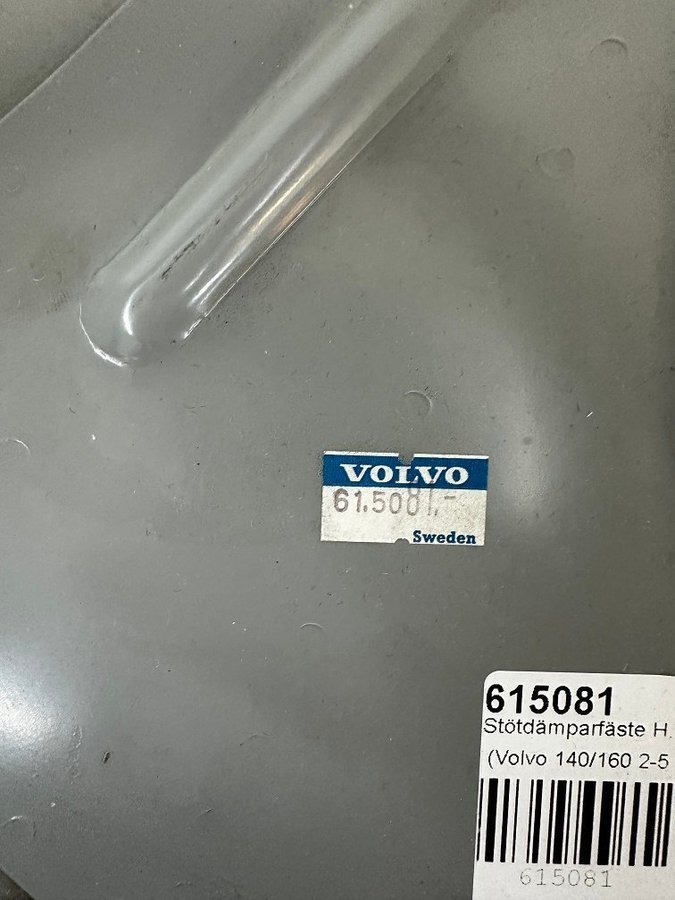 VOLVO
61.5081.-
Sweden
615081
Stötdämparfäste H.
(Volvo 140/160 2-5
615081